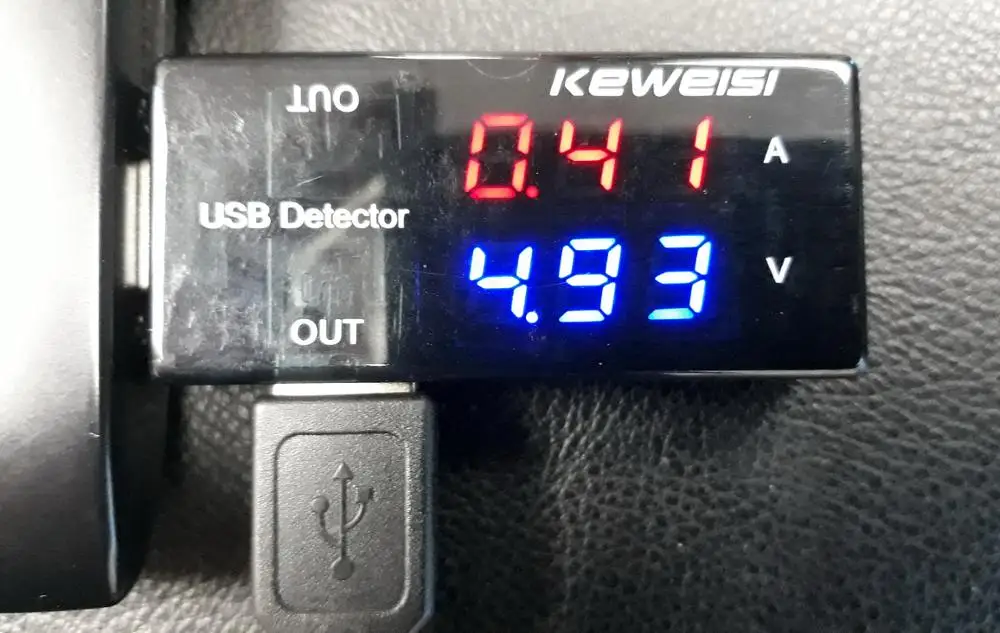 OUT
KEWEISI
0.41 A
USB Detector
4.93 V
OUT